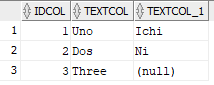 IDCOL TEXTCOL TEXTCOL_1
1 1 Uno Ichi
2 2 Dos Ni
3 3 Three (null)